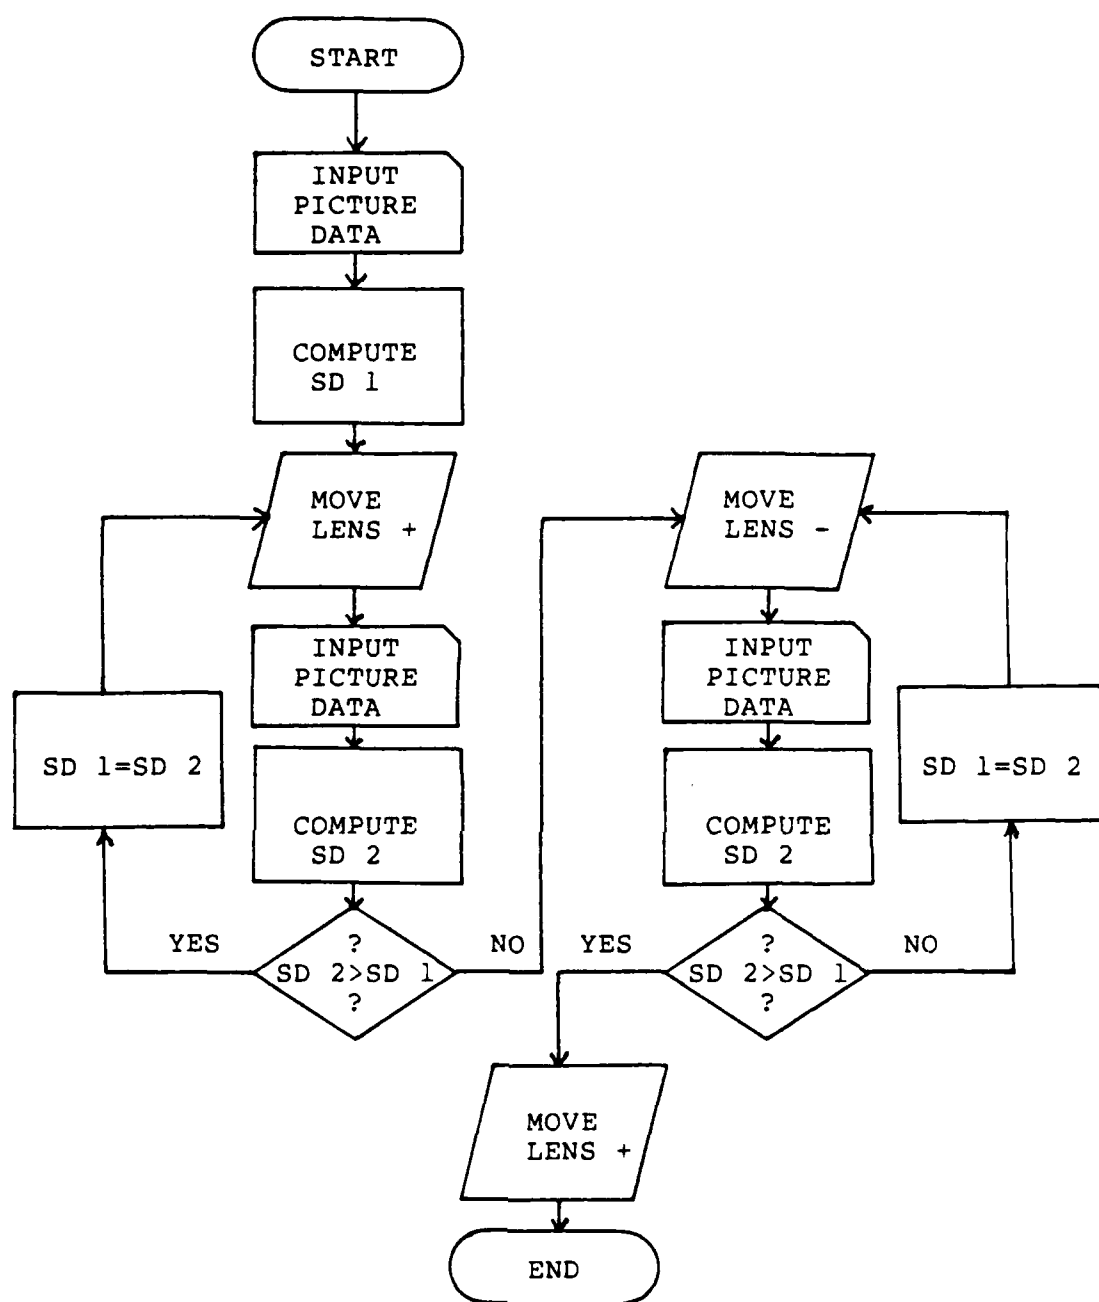 START
INPUT
PICTURE
DATA
COMPUTE
SD 1
MOVE
LENS +
INPUT
PICTURE
DATA
SD 1=SD 2
COMPUTE
SD 2
YES
?
SD 2>SD 1
?
NO
MOVE
LENS -
INPUT
PICTURE
DATA
SD 1=SD 2
COMPUTE
SD 2
YES
?
SD 2>SD 1
?
NO
MOVE
LENS +
END